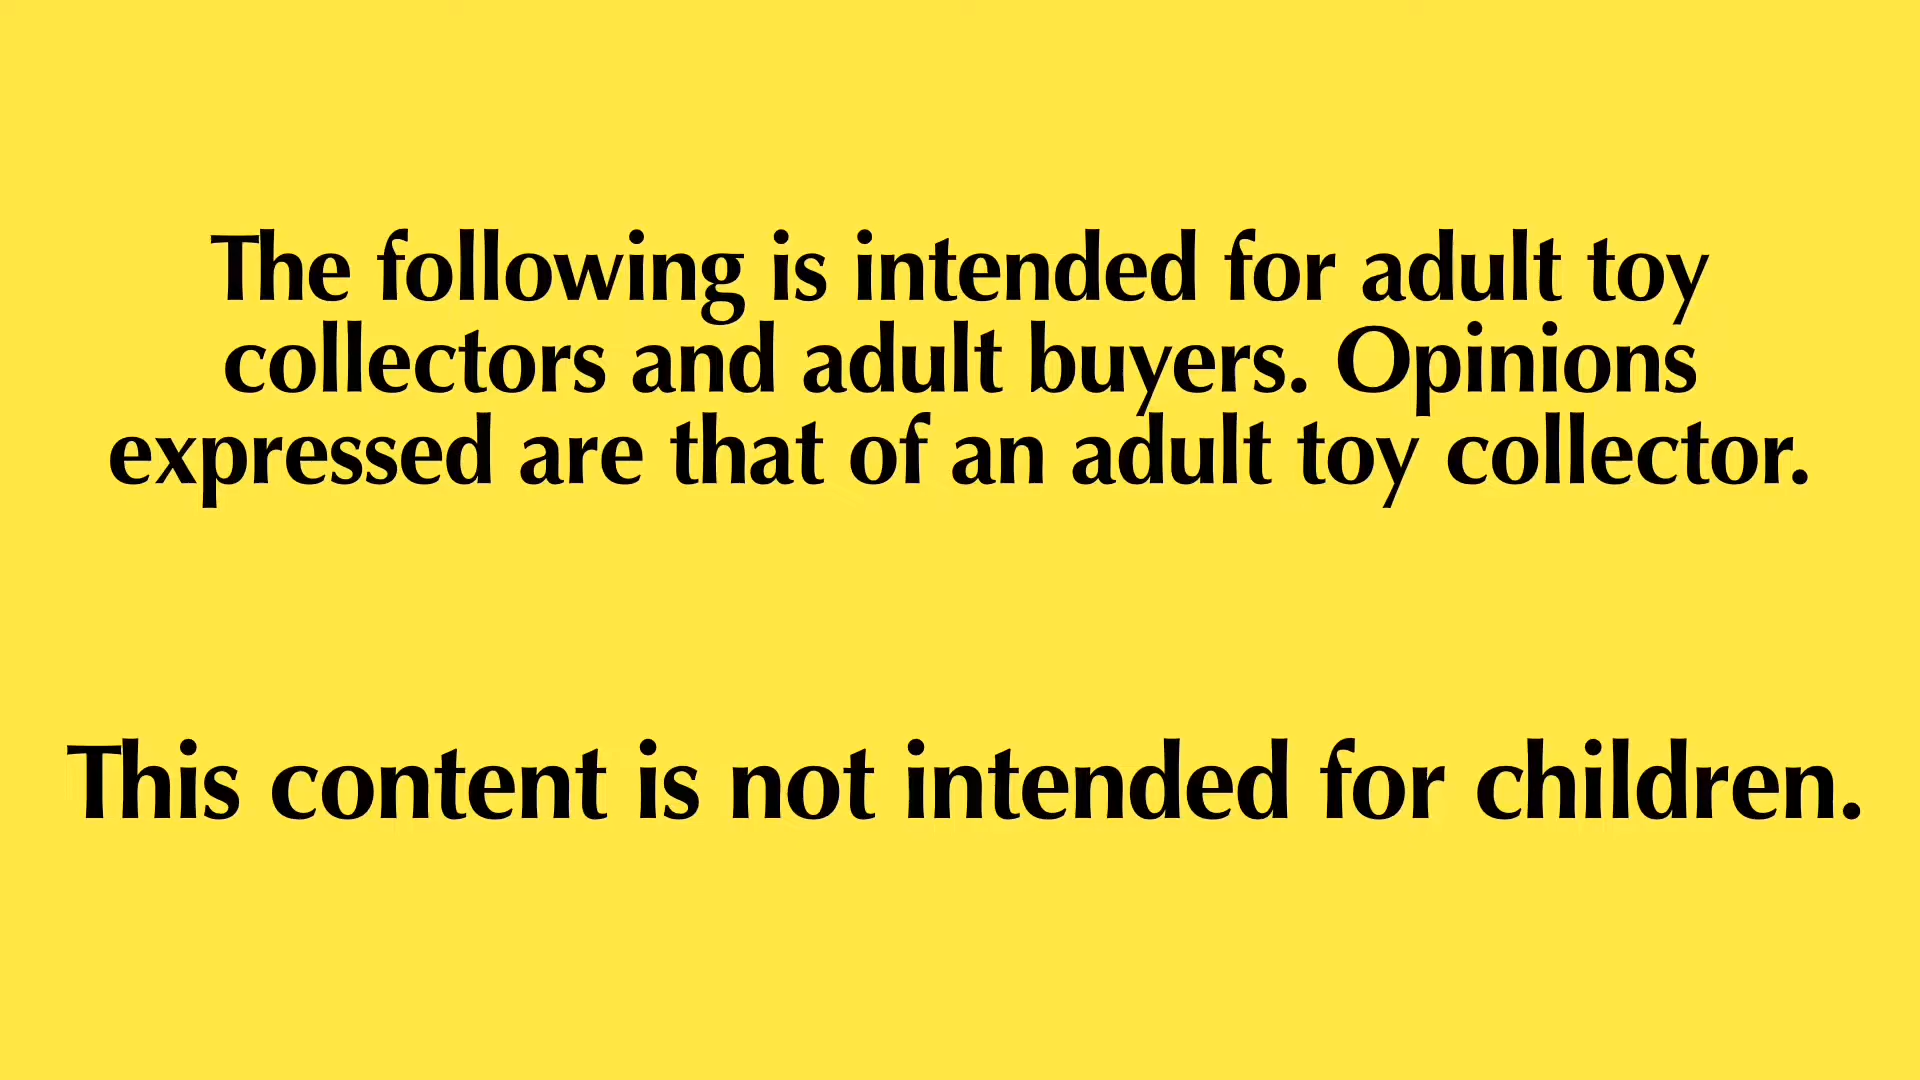 The following is intended for adult toy
collectors and adult buyers. Opinions
expressed are that of an adult toy collector.
This content is not intended for children.